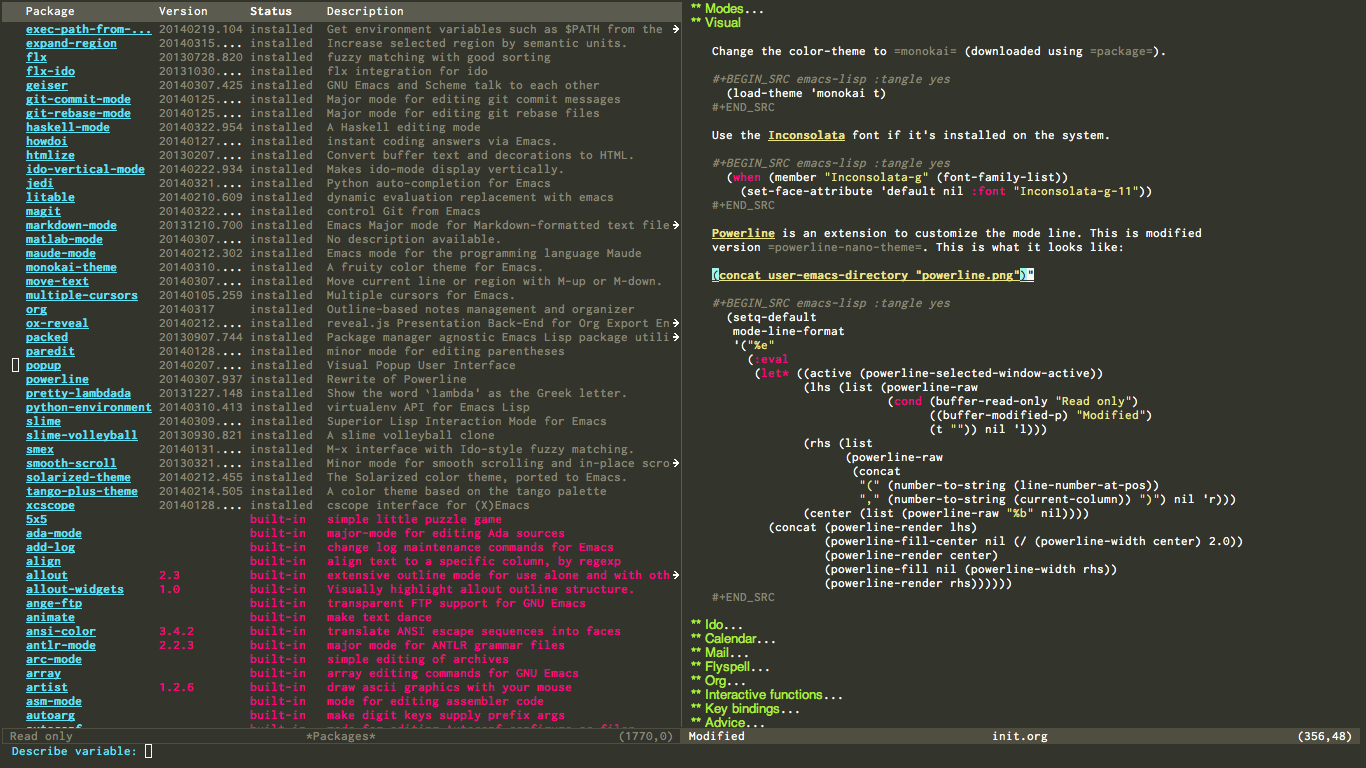 Package Version Status Description
exec-path-from-... 20140219.104 installed Get environment variables such as $PATH from the
expand-region 20140315.... installed Increase selected region by semantic units.
flx 20130728.820 installed fuzzy matching with good sorting
flx-ido 20131030.... installed flx integration for ido
geiser 20140307.425 installed GNU Emacs and Scheme talk to each other
git-commit-mode 20140125.... installed Major mode for editing git commit messages
git-rebase-mode 20140125.... installed Major mode for editing git rebase files
haskell-mode 20140322.954 installed A Haskell editing mode
howdoi 20140127.... installed instant coding answers via Emacs.
htmlize 20130207.... installed Convert buffer text and decorations to HTML.
ido-vertical-mode 20140222.934 installed Makes ido-mode display vertically.
jedi 20140321.... installed Python auto-completion for Emacs
litable 20140210.609 installed dynamic evaluation replacement with emacs
magit 20140322.... installed control Git from Emacs
markdown-mode 20131210.700 installed Emacs Major mode for Markdown-formatted text file
matlab-mode 20140307.... installed No description available.
maude-mode 20140212.302 installed Emacs mode for the programming language Maude
monokai-theme 20140310.... installed A fruity color theme for Emacs.
move-text 20130307.... installed Move current line or region with M-up or M-down.
multiple-cursors 20140105.259 installed Multiple cursors for Emacs.
org 20140317 installed Outline-based notes management and organizer
ox-reveal 20140212.... installed reveal.js Presentation Back-End for Org Export En
packed 20130907.744 installed Package manager agnostic Emacs Lisp package utili
paredit 20140128.... installed minor mode for editing parentheses
popup 20140207.... installed Visual Popup User Interface
powerline 20140307.937 installed Rewrite of Powerline
pretty-lambdada 20131227.148 installed Show the word `lambda' as the Greek letter.
python-environment 20140310.413 installed virtualenv API for Emacs Lisp
slime 20140309.... installed Superior Lisp Interaction Mode for Emacs
slime-volleyball 20130930.821 installed A slime volleyball clone
smex 20140131.... installed M-x interface with Ido-style fuzzy matching.
smooth-scroll 20130321.... installed Minor mode for smooth scrolling and in-place scro
solarized-theme 20140212.455 installed The Solarized color theme, ported to Emacs.
tango-plus-theme 20140214.505 installed A color theme based on the tango palette
xcscope 20140128.... installed cscope interface for (X)Emacs
5x5 built-in simple little puzzle game
ada-mode built-in major-mode for editing Ada sources
add-log built-in change log maintenance commands for Emacs
align built-in align text to a specific column, by regexp
allout 2.3 built-in extensive outline mode for use alone and with oth
allout-widgets 1.0 built-in Visually highlight allout outline structure.
ange-ftp built-in transparent FTP support for GNU Emacs
animate built-in make text dance
ansi-color 3.4.2 built-in translate ANSI escape sequences into faces
antlr-mode 2.2.3 built-in major mode for ANTLR grammar files
arc-mode built-in simple editing of archives
array built-in array editing commands for GNU Emacs
artist 1.2.6 built-in draw ascii graphics with your mouse
asm-mode built-in mode for editing assembler code
autoarg built-in make digit keys supply prefix args
Read only *Packages* (1770,0)
Describe variable:
** Modes...
** Visual
Change the color-theme to =monokai= (downloaded using =package=).
#+BEGIN_SRC emacs-lisp :tangle yes
(load-theme 'monokai t)
#+END_SRC
Use the Inconsolata font if it's installed on the system.
#+BEGIN_SRC emacs-lisp :tangle yes
(when (member "Inconsolata-g" (font-family-list))
(set-face-attribute 'default nil :font "Inconsolata-g-11"))
#+END_SRC
Powerline is an extension to customize the mode line. This is modified
version =powerline-nano-theme=. This is what it looks like:
(concat user-emacs-directory "powerline.png")"
#+BEGIN_SRC emacs-lisp :tangle yes
(setq-default
mode-line-format
'("%e"
(:eval
(let* ((active (powerline-selected-window-active))
(lhs (list (powerline-raw
(cond (buffer-read-only "Read only")
((buffer-modified-p) "Modified")
(t "")) nil 'l)))
(rhs (list
(powerline-raw
(concat
"(" (number-to-string (line-number-at-pos))
"," (number-to-string (current-column)) ")") nil 'r)))
(center (list (powerline-raw "%b" nil))))
(concat (powerline-render lhs)
(powerline-fill-center nil (/ (powerline-width center) 2.0))
(powerline-render center)
(powerline-fill nil (powerline-width rhs))
(powerline-render rhs))))))
#+END_SRC
** Ido...
** Calendar...
** Mail...
** Flyspell...
** Org...
** Interactive functions...
** Key bindings...
** Advice...
Modified init.org (356,48)